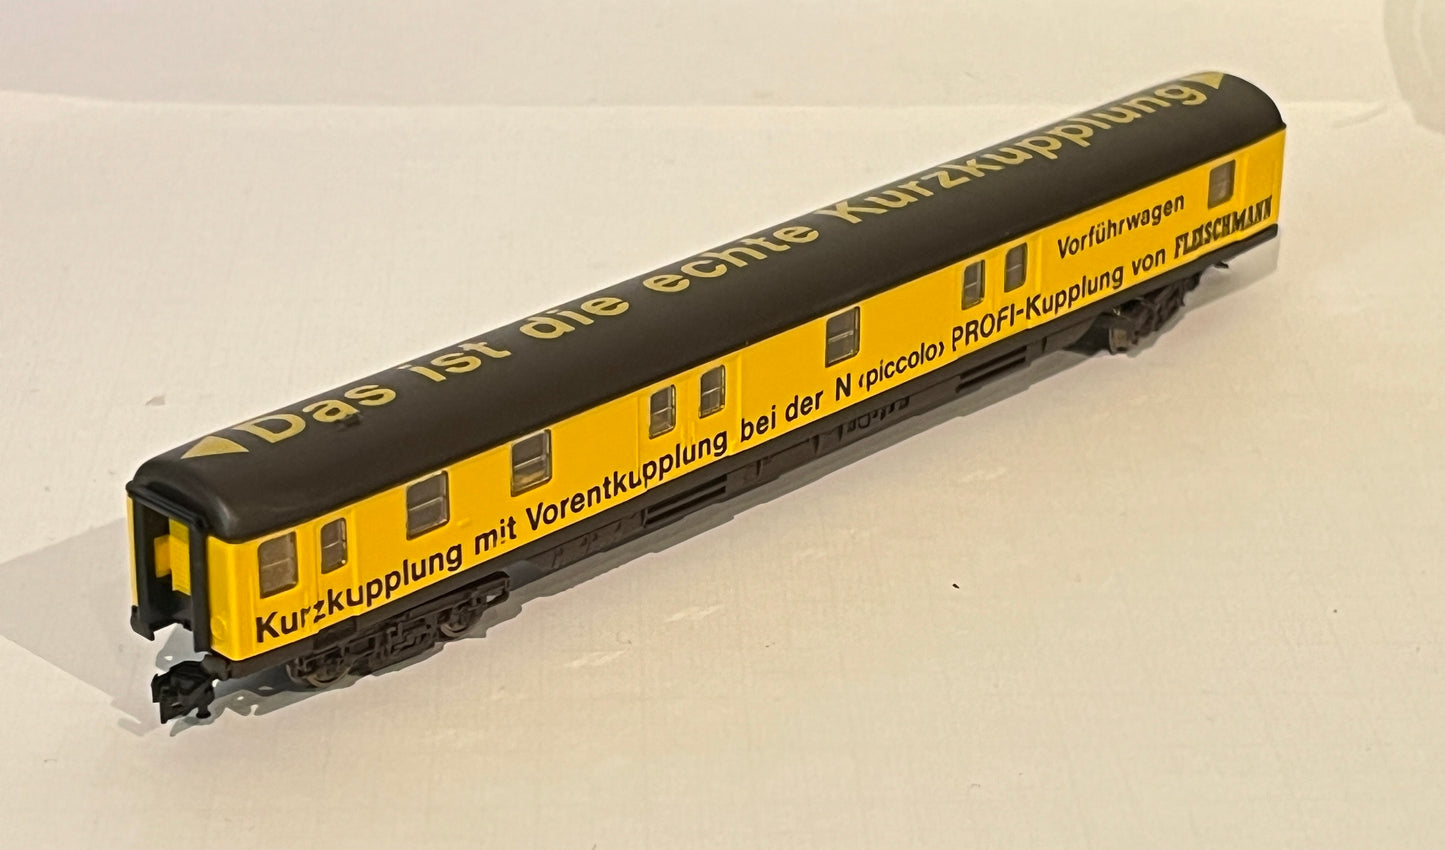 Das ist die echte Kurzkupplung
Vorführwagen
Kurzkupplung mit Vorentkupplung bei der N ‹piccolo› PROFI-Kupplung von FLEISCHMANN